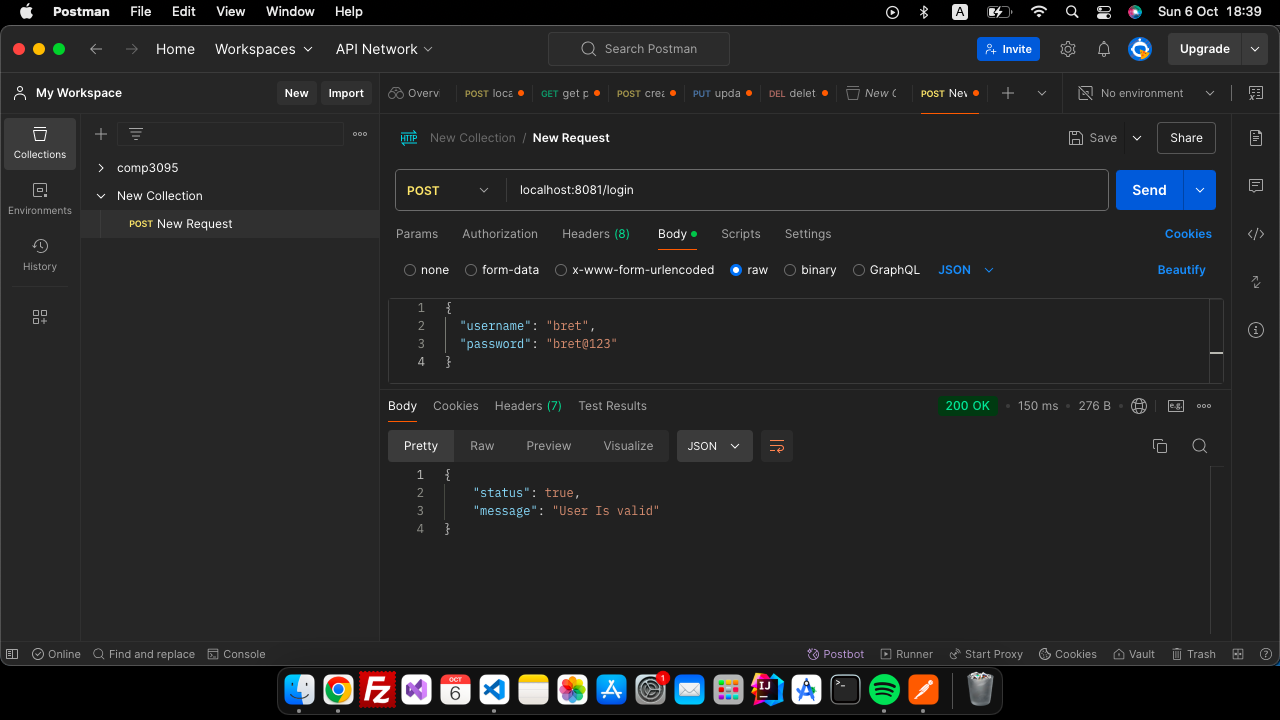 Postman File Edit View Window Help A Sun 6 Oct 18:39
Home Workspaces API Network Search Postman Invite Upgrade
My Workspace New Import Overvi POST loca GET get p POST crea PUT upda DEL delet New C POST Nev No environment
Collections
Environments
History
comp3095
New Collection
POST New Request
HTTP New Collection / New Request Save Share
POST localhost:8081/login Send
Params Authorization Headers (8) Body Scripts Settings Cookies
none form-data x-www-form-urlencoded raw binary GraphQL JSON Beautify
1 {
2 "username": "bret",
3 "password": "bret@123"
4 }
Body Cookies Headers (7) Test Results 200 OK 150 ms 276 B e.g.
Pretty Raw Preview Visualize JSON
1 {
2 "status": true,
3 "message": "User Is valid"
4 }
Online Find and replace Console Postbot Runner Start Proxy Cookies Vault Trash
Fz OCT 6 1 IJ